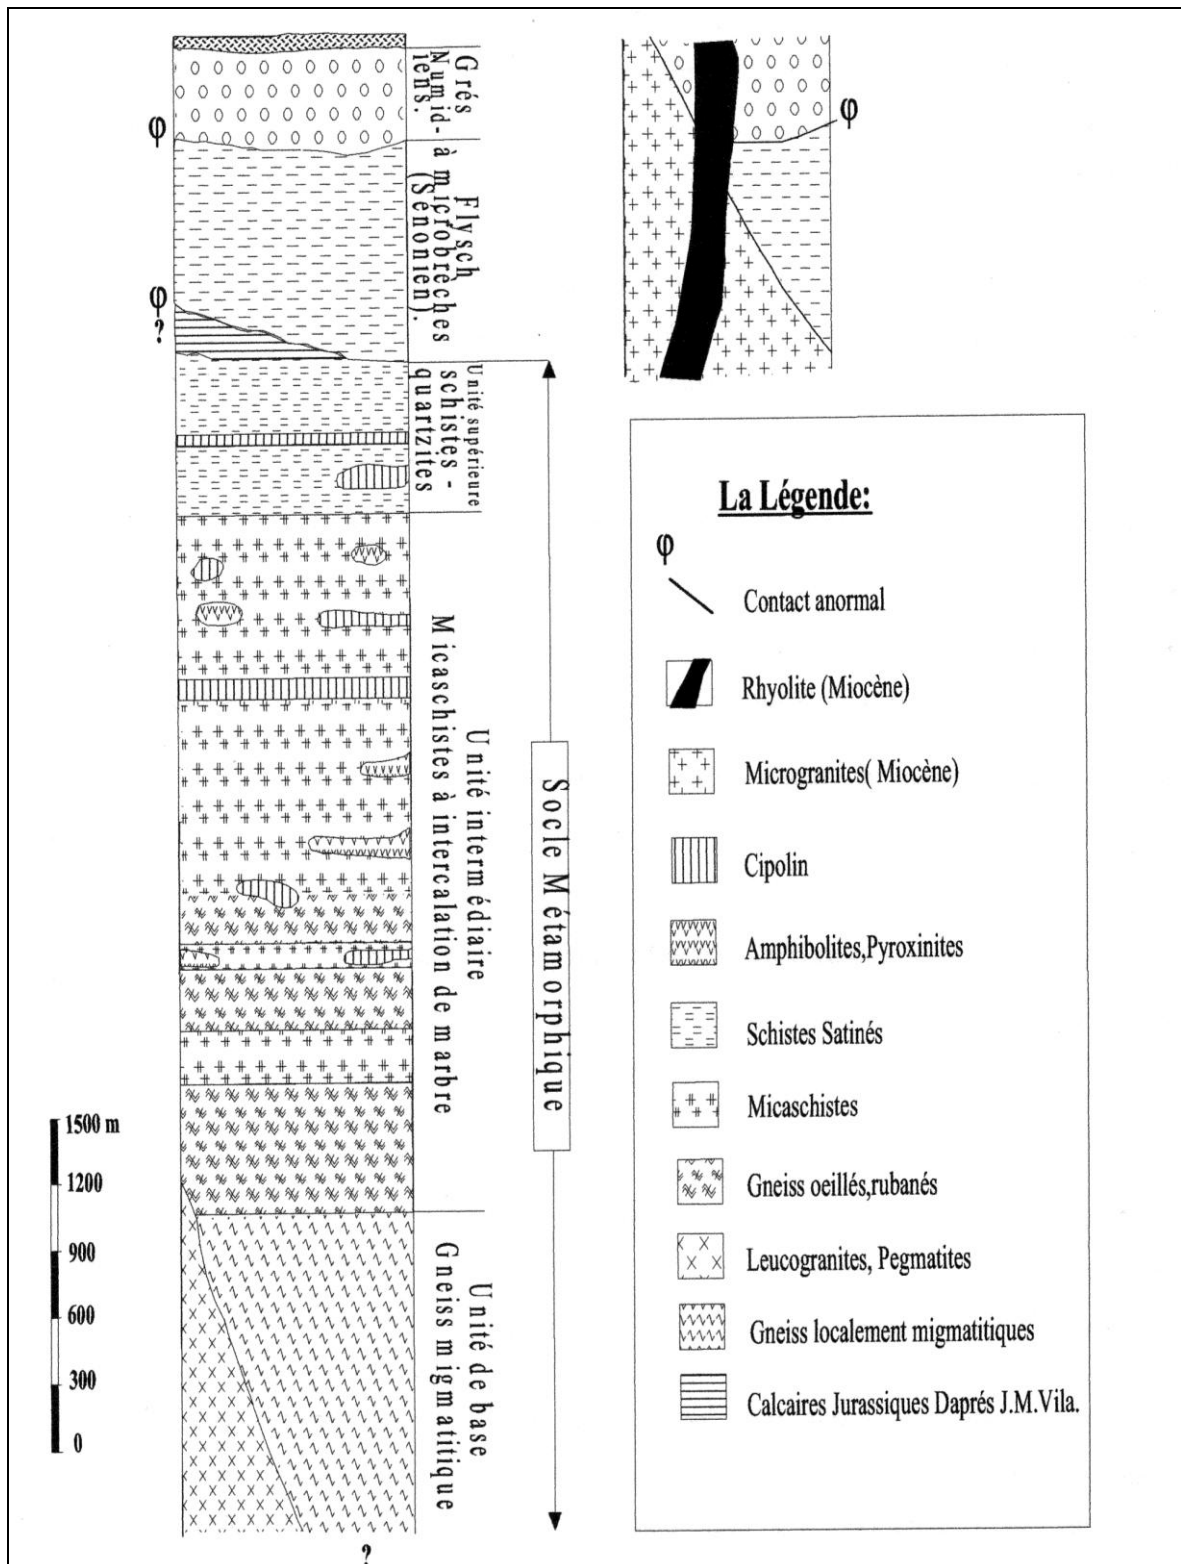 Grés
Numid-
iens.
φ
Flysch
à microbrèches
(Sénonien).
φ
?
Unité supérieure
schistes -
quartzites
Unité intermédiaire
Micaschistes à intercalation de marbre
Socle Métamorphique
Unité de base
Gneiss migmatitique
?
1500 m
1200
900
600
300
0
φ
La Légende:
φ
Contact anormal
Rhyolite (Miocène)
Microgranites( Miocène)
Cipolin
Amphibolites,Pyroxinites
Schistes Satinés
Micaschistes
Gneiss oeillés,rubanés
Leucogranites, Pegmatites
Gneiss localement migmatitiques
Calcaires Jurassiques Daprés J.M.Vila.